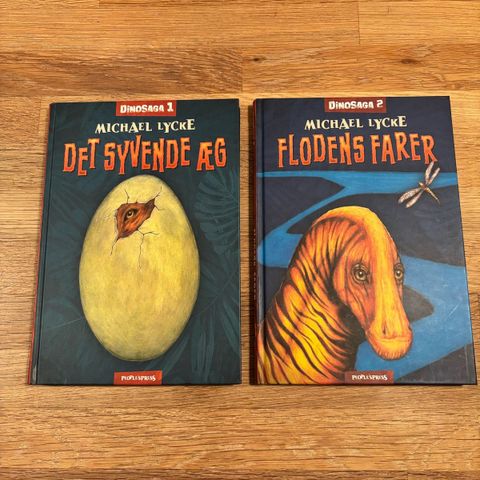 DINOSAGA 1
MICHAEL LYCKE
DET SYVENDE ÆG
PEOPLE'SPRESS
DINOSAGA 2
MICHAEL LYCKE
FLODENS FARER
PEOPLE'SPRESS